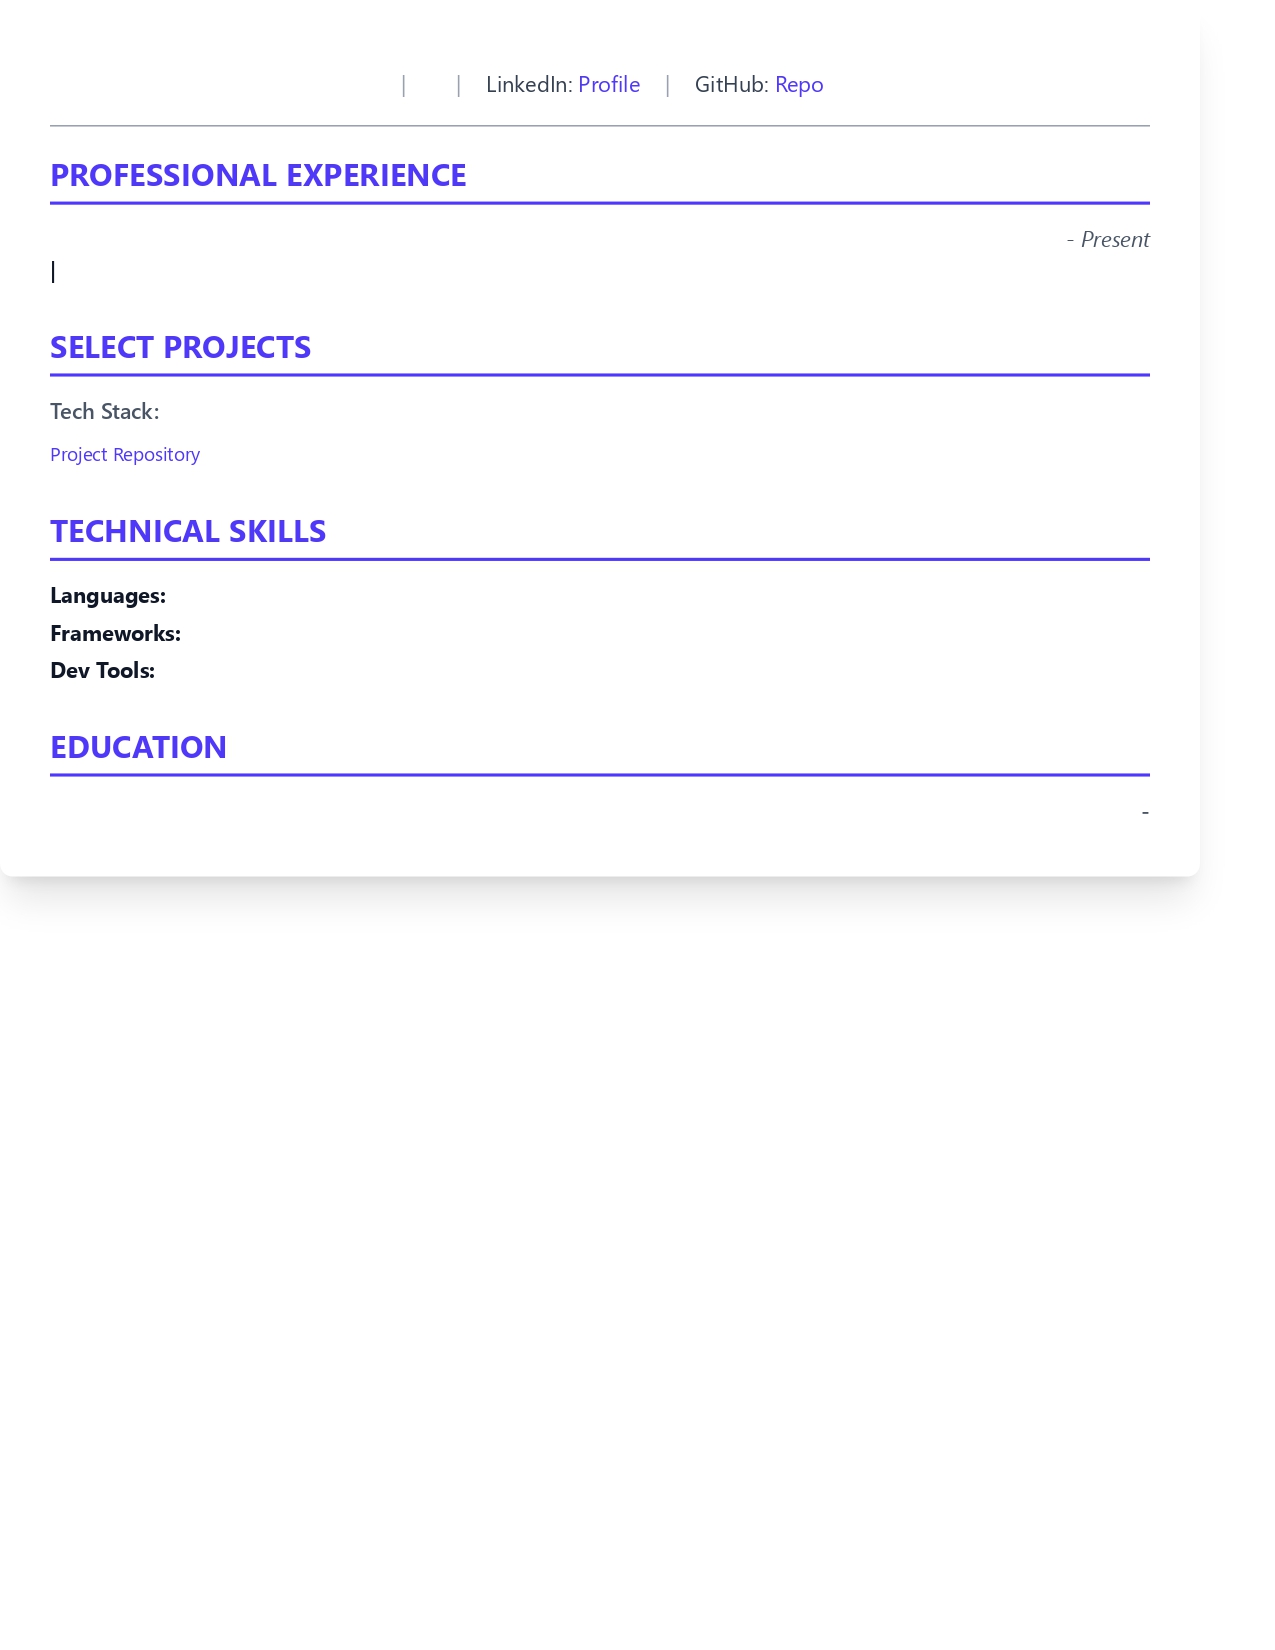 | | LinkedIn: Profile | GitHub: Repo
PROFESSIONAL EXPERIENCE
- Present
|
SELECT PROJECTS
Tech Stack:
Project Repository
TECHNICAL SKILLS
Languages:
Frameworks:
Dev Tools:
EDUCATION
-